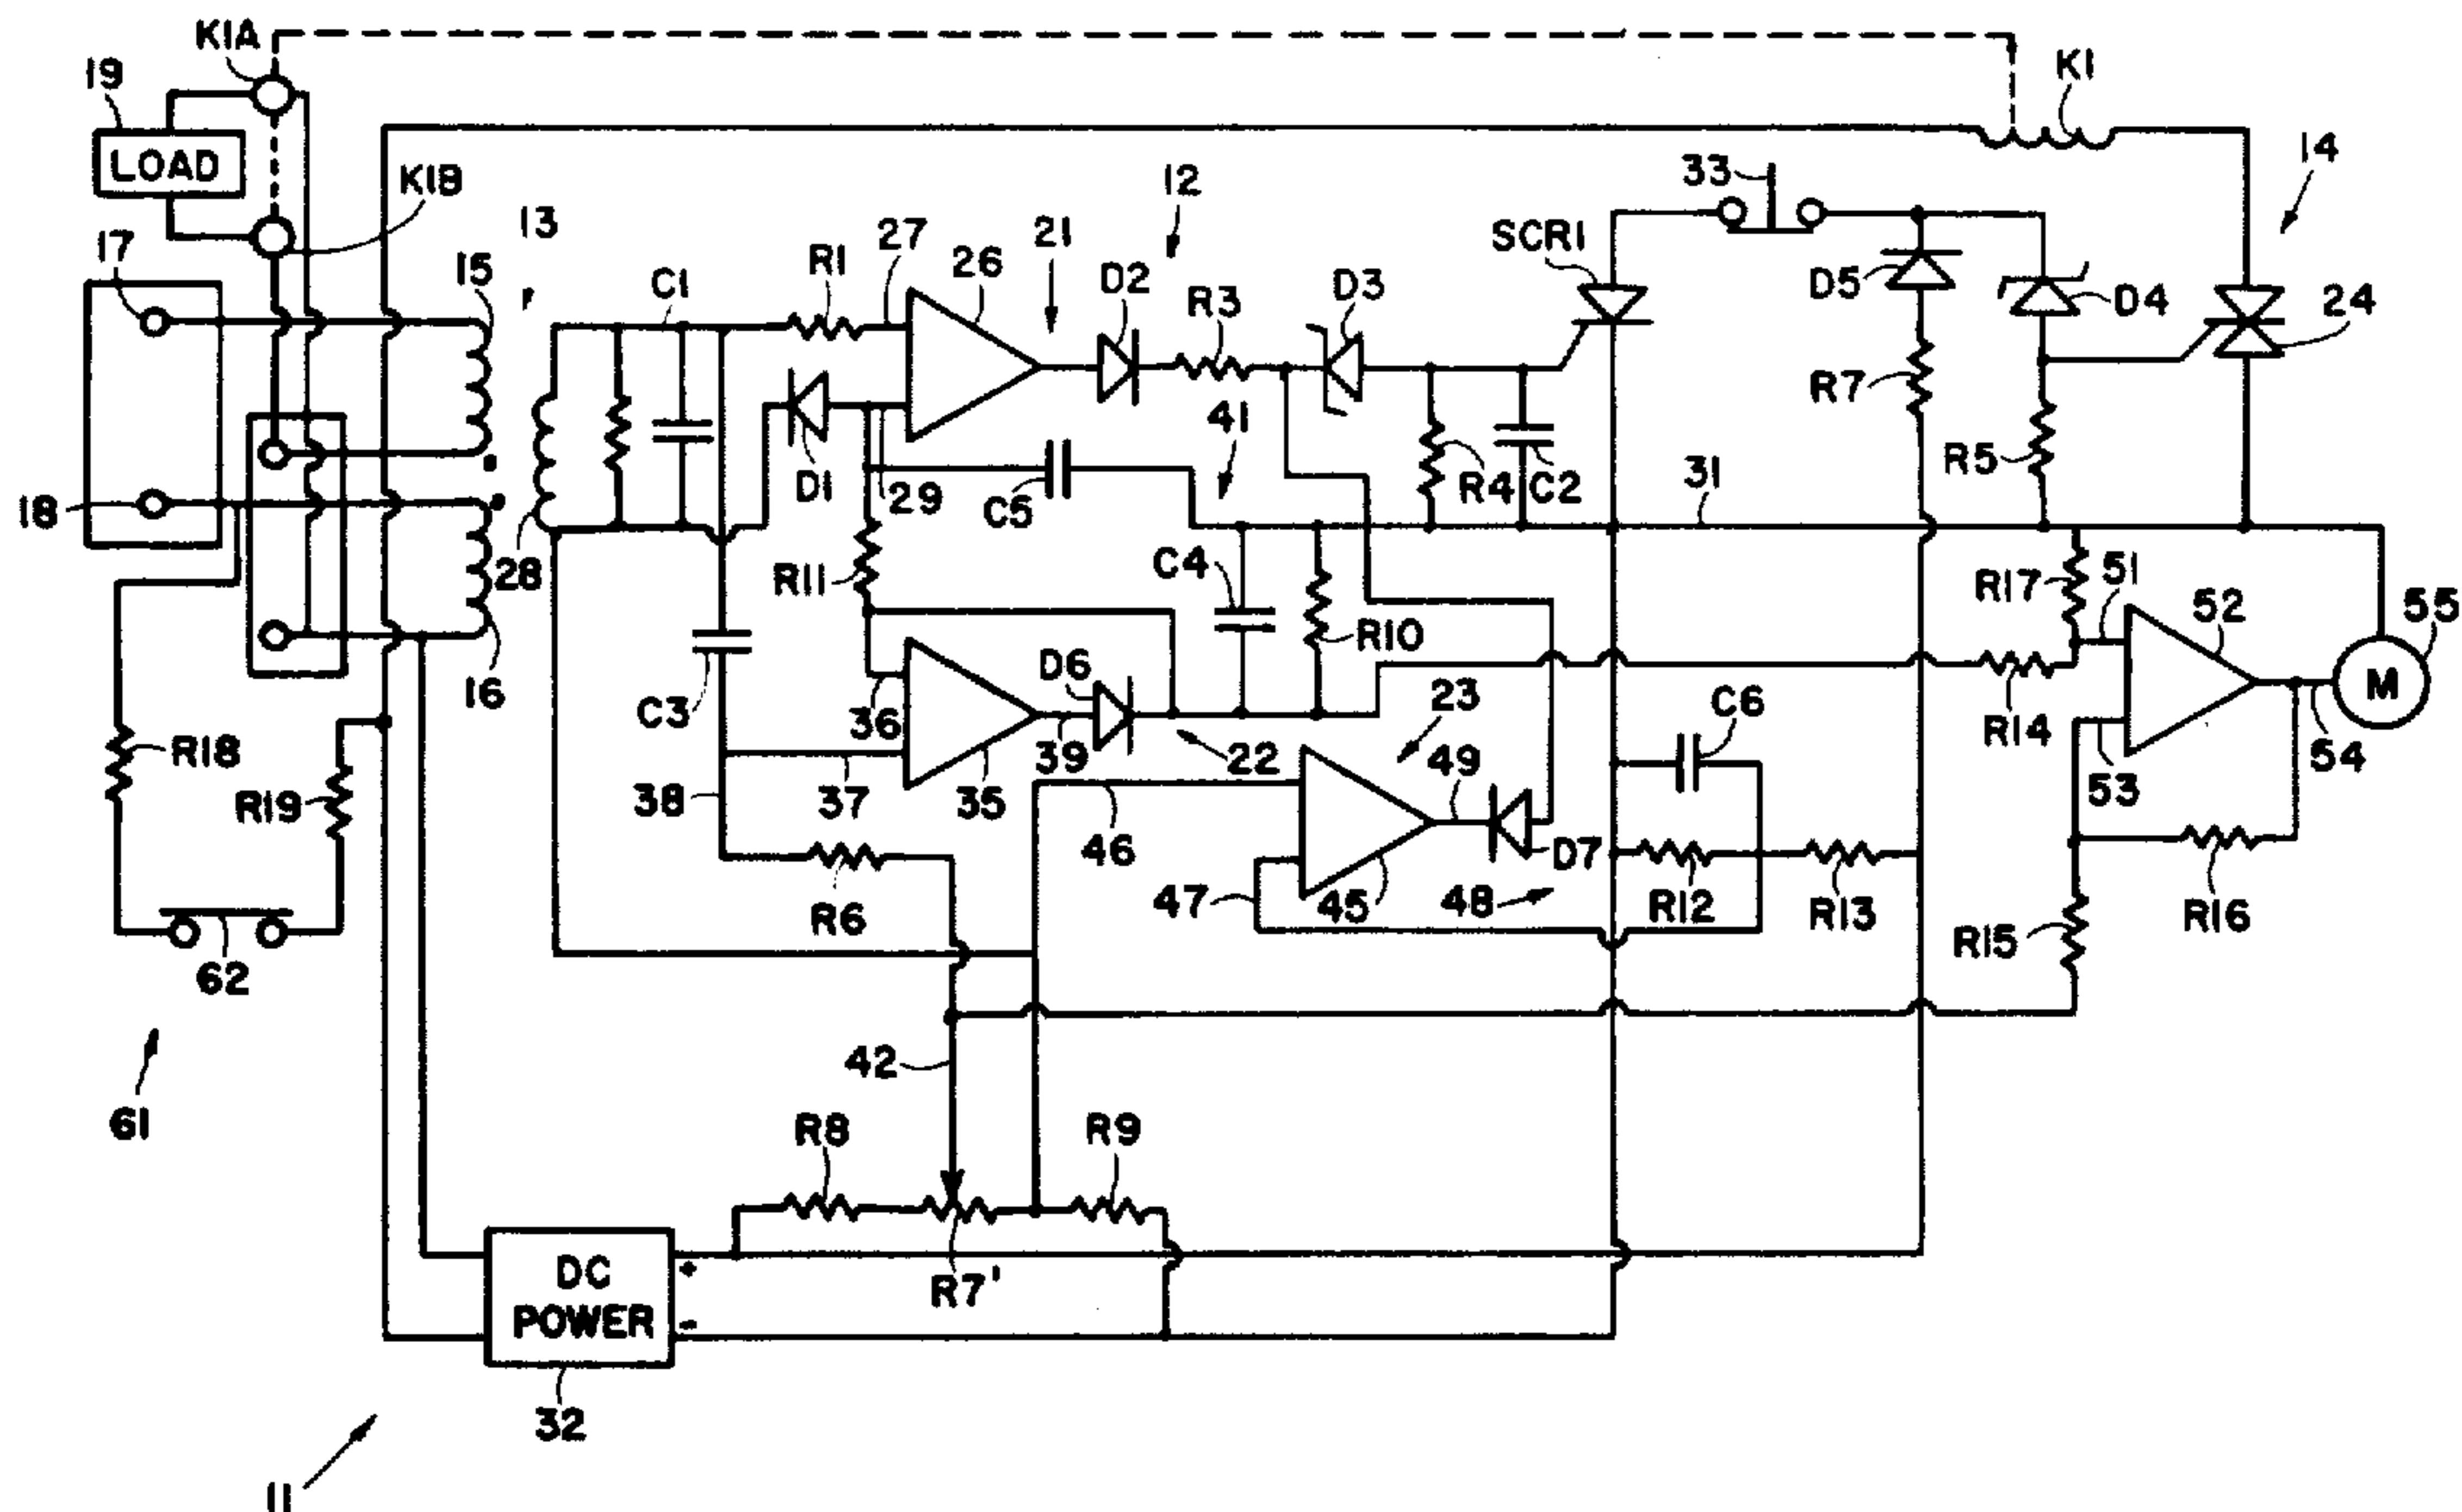 K1A
K1
19
LOAD
14
33
K1B
12
13
17
15
C1
R1
27
26
21
D2
R3
D3
SCR1
D5
D4
24
R7
41
R5
18
28
D1
29
C5
R4
C2
31
R11
C4
R17
51
52
55
R10
16
C3
36
D6
M
23
C6
R14
54
R18
39
22
49
R19
38
37
35
53
46
D7
47
45
48
R12
R13
R6
R15
R16
62
42
61
R8
R9
DC
POWER
+
-
R7'
32
11